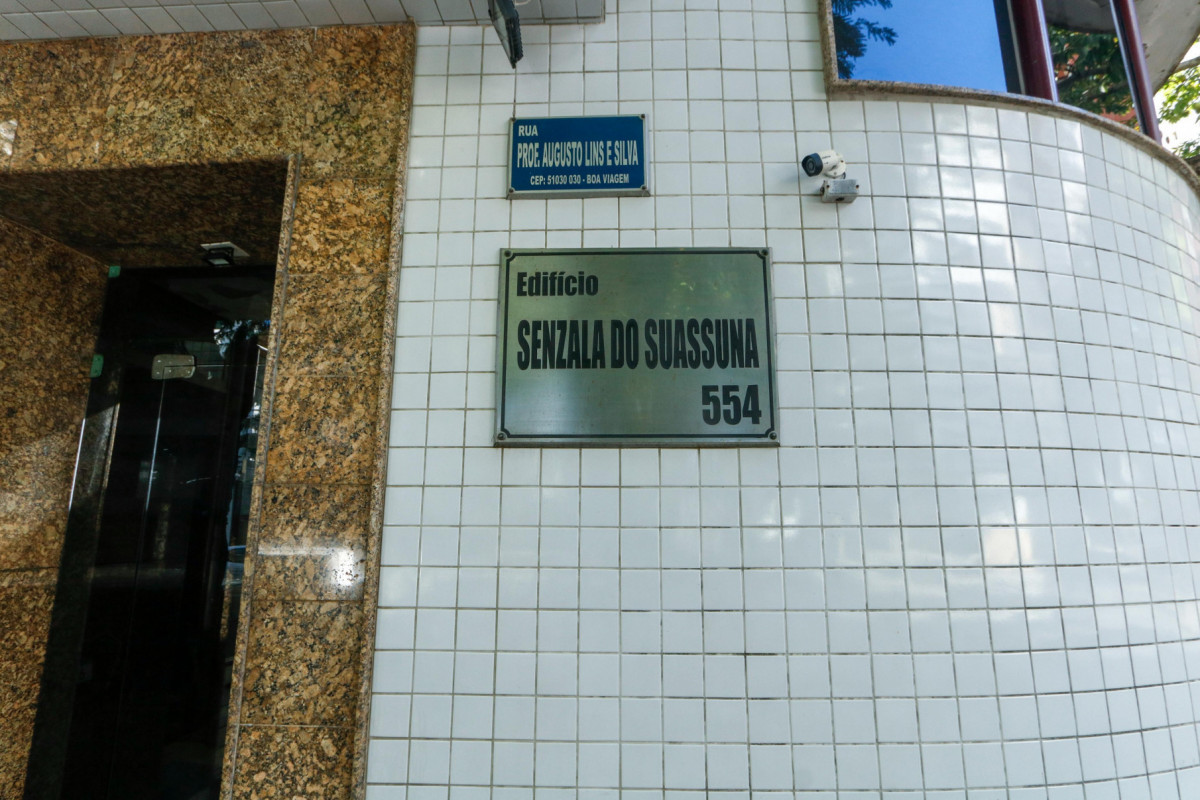 RUA
PROF. AUGUSTO LINS E SILVA
CEP: 51030 030 - BOA VIAGEM
Edifício
SENZALA DO SUASSUNA
554